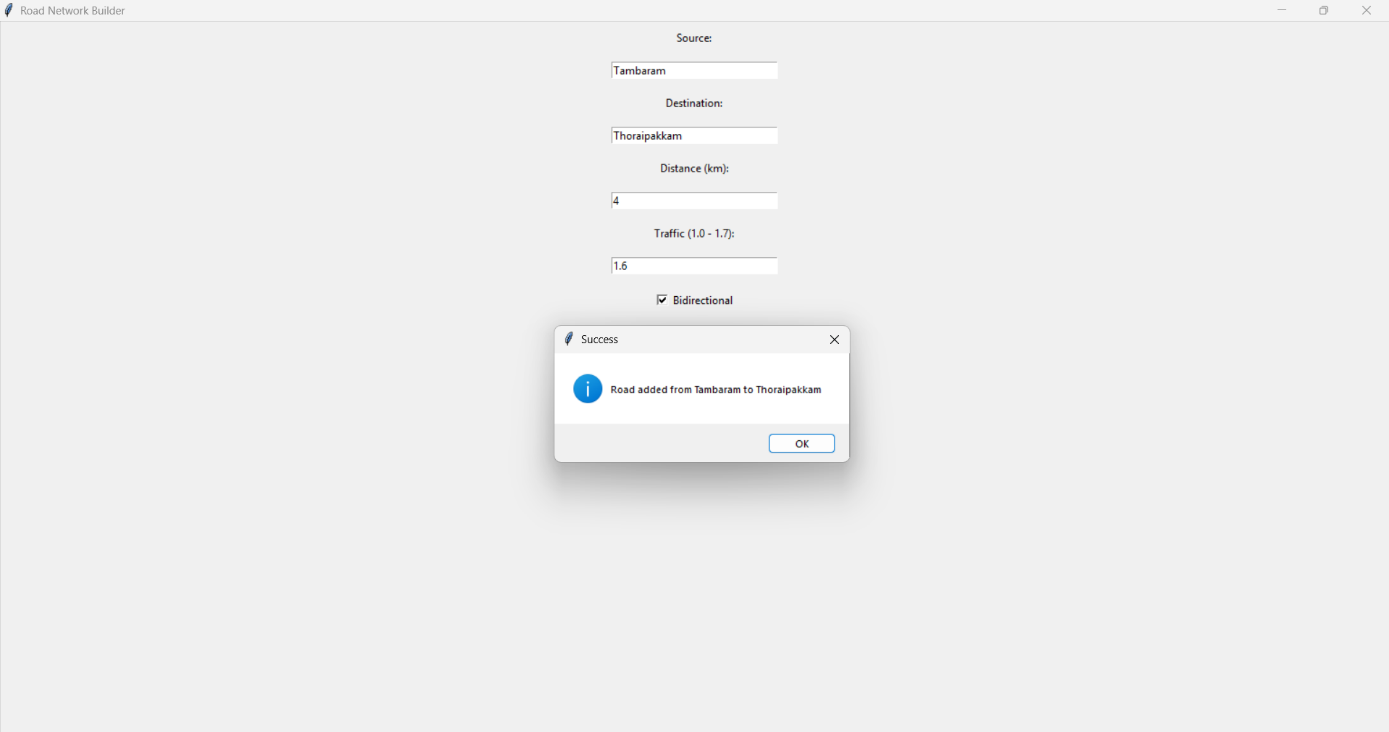 Road Network Builder
Source:
Tambaram
Destination:
Thoraipakkam
Distance (km):
4
Traffic (1.0 - 1.7):
1.6
Bidirectional
Success
Road added from Tambaram to Thoraipakkam
OK